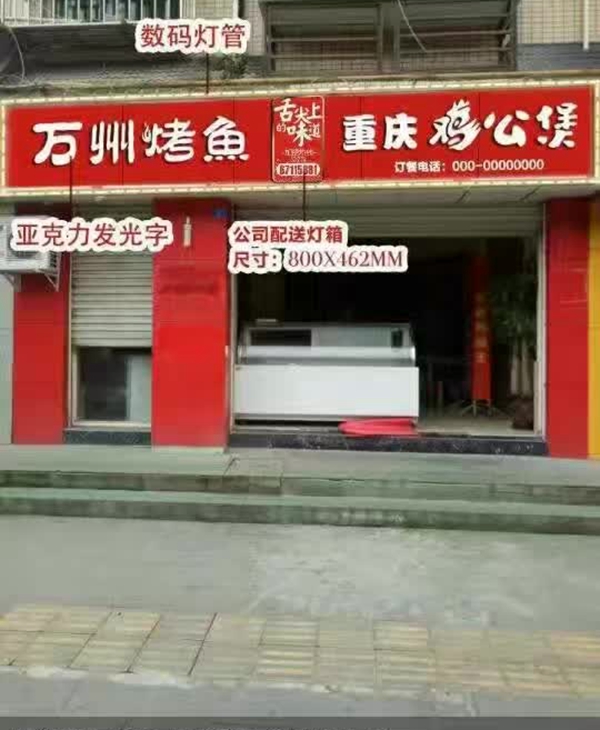 数码灯管
万州烤鱼
舌尖上
的味道
67115881
重庆鸡公煲
订餐电话：000-00000000
亚克力发光字
公司配送灯箱
尺寸：800X462MM